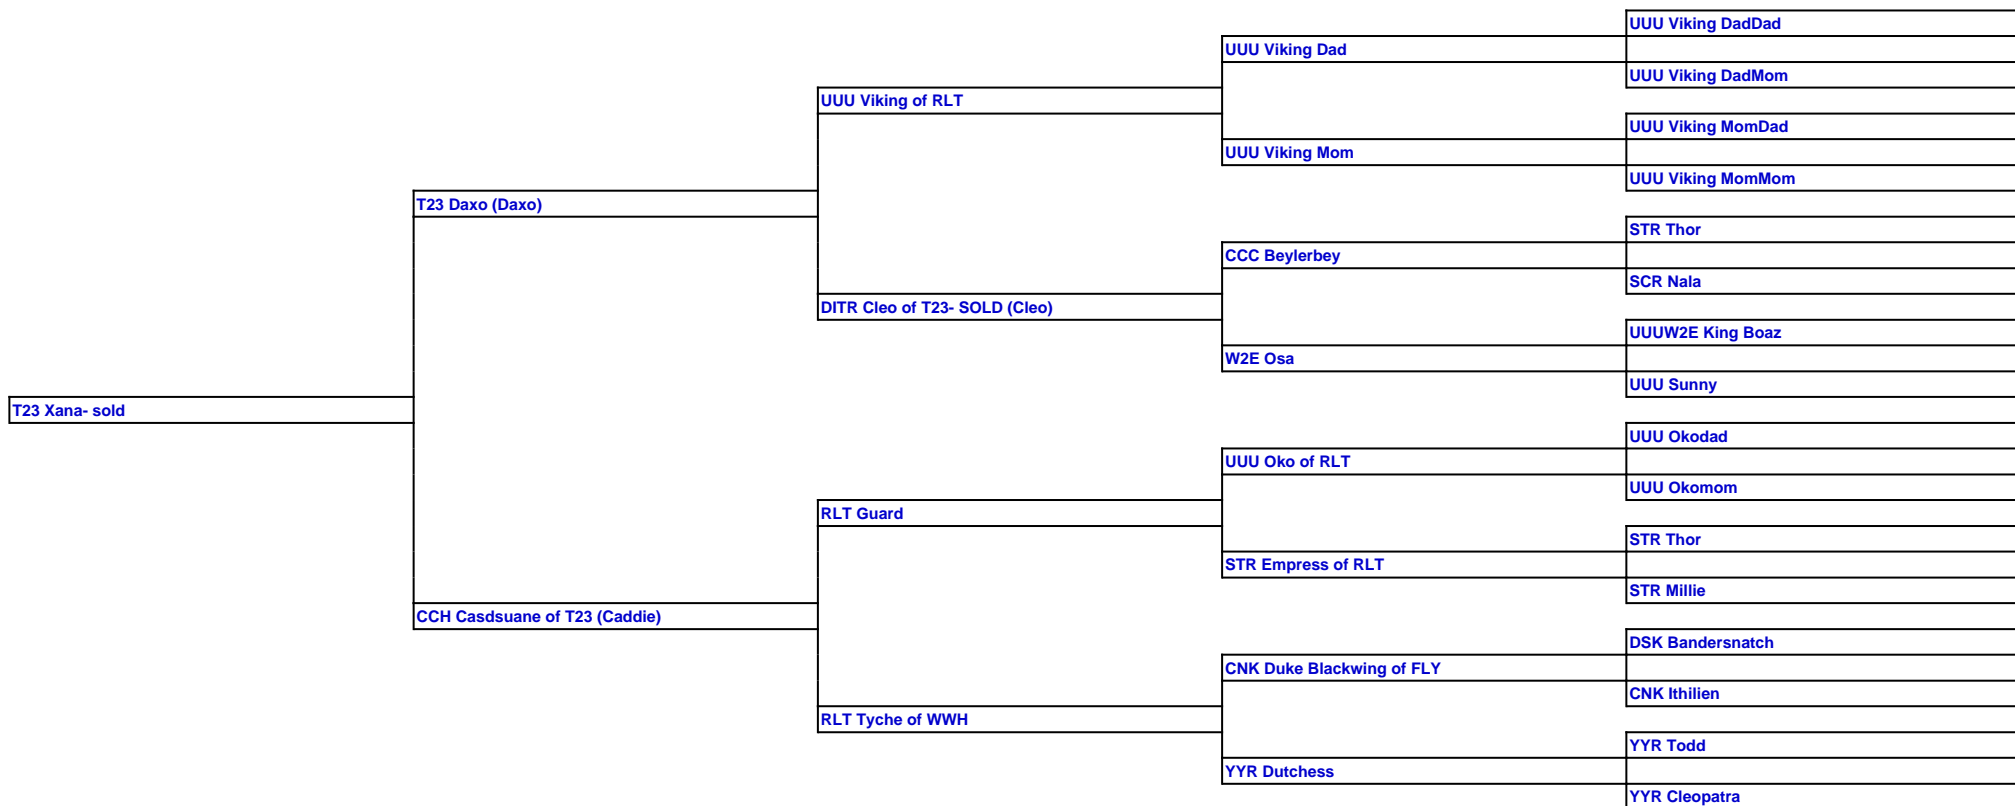 UUU Viking DadDad
UUU Viking Dad
UUU Viking DadMom
UUU Viking of RLT
UUU Viking MomDad
UUU Viking Mom
UUU Viking MomMom
T23 Daxo (Daxo)
STR Thor
CCC Beylerbey
SCR Nala
DITR Cleo of T23- SOLD (Cleo)
UUUW2E King Boaz
W2E Osa
UUU Sunny
T23 Xana- sold
UUU Okodad
UUU Oko of RLT
UUU Okomom
RLT Guard
STR Thor
STR Empress of RLT
STR Millie
CCH Casdsuane of T23 (Caddie)
DSK Bandersnatch
CNK Duke Blackwing of FLY
CNK Ithilien
RLT Tyche of WWH
YYR Todd
YYR Dutchess
YYR Cleopatra